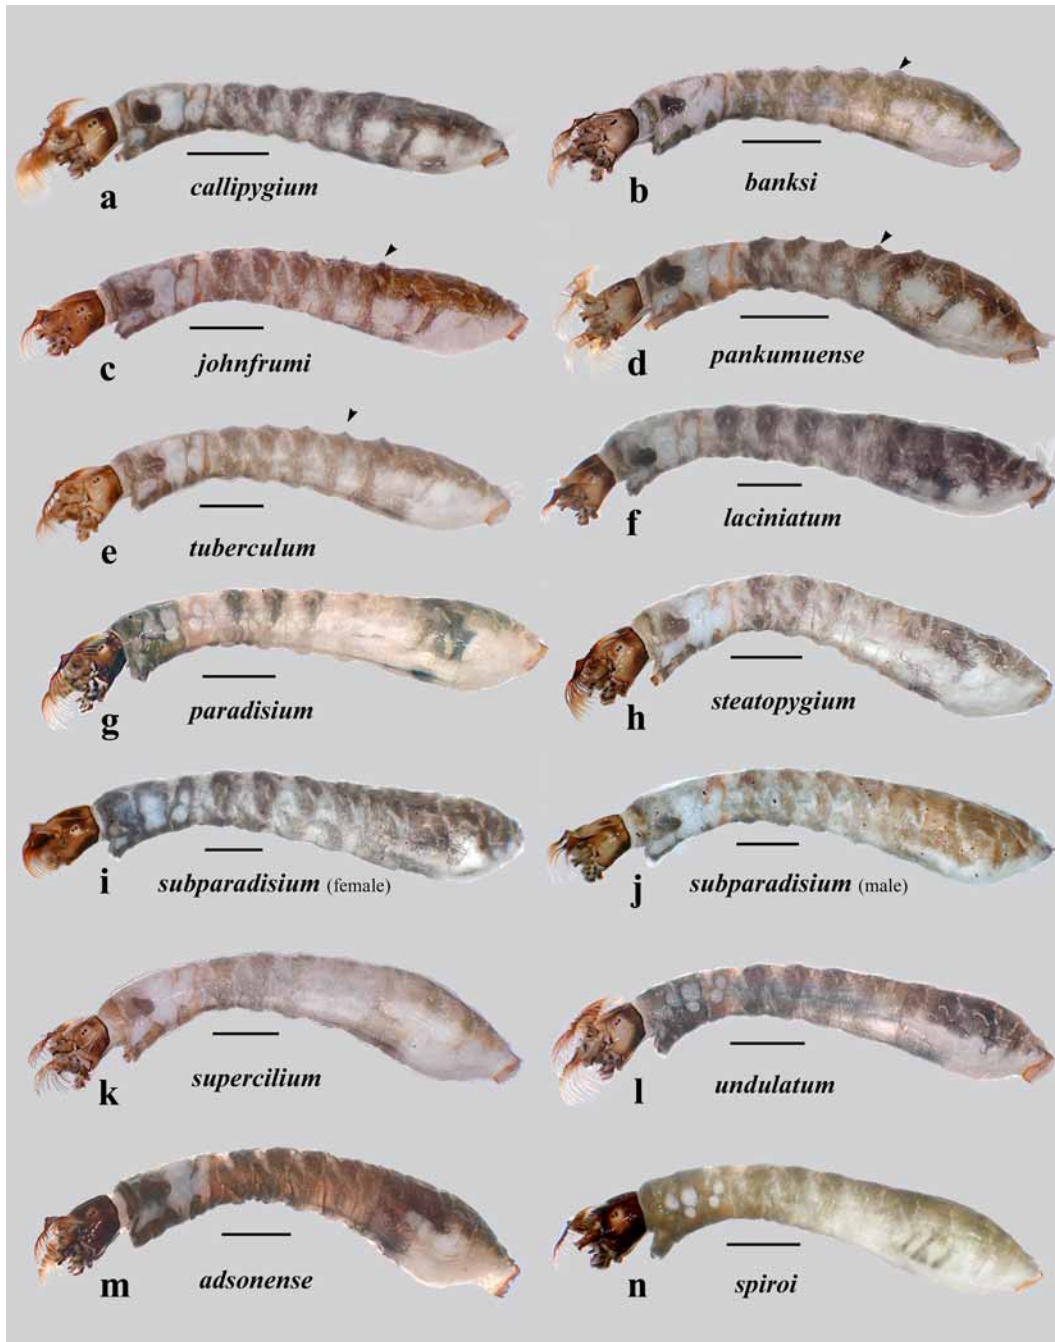 a callipygium
b banksi
c johnfrumi
d pankumuense
e tuberculum
f laciniatum
g paradisium
h steatopygium
i subparadisium (female)
j subparadisium (male)
k supercilium
l undulatum
m adsonense
n spiroi